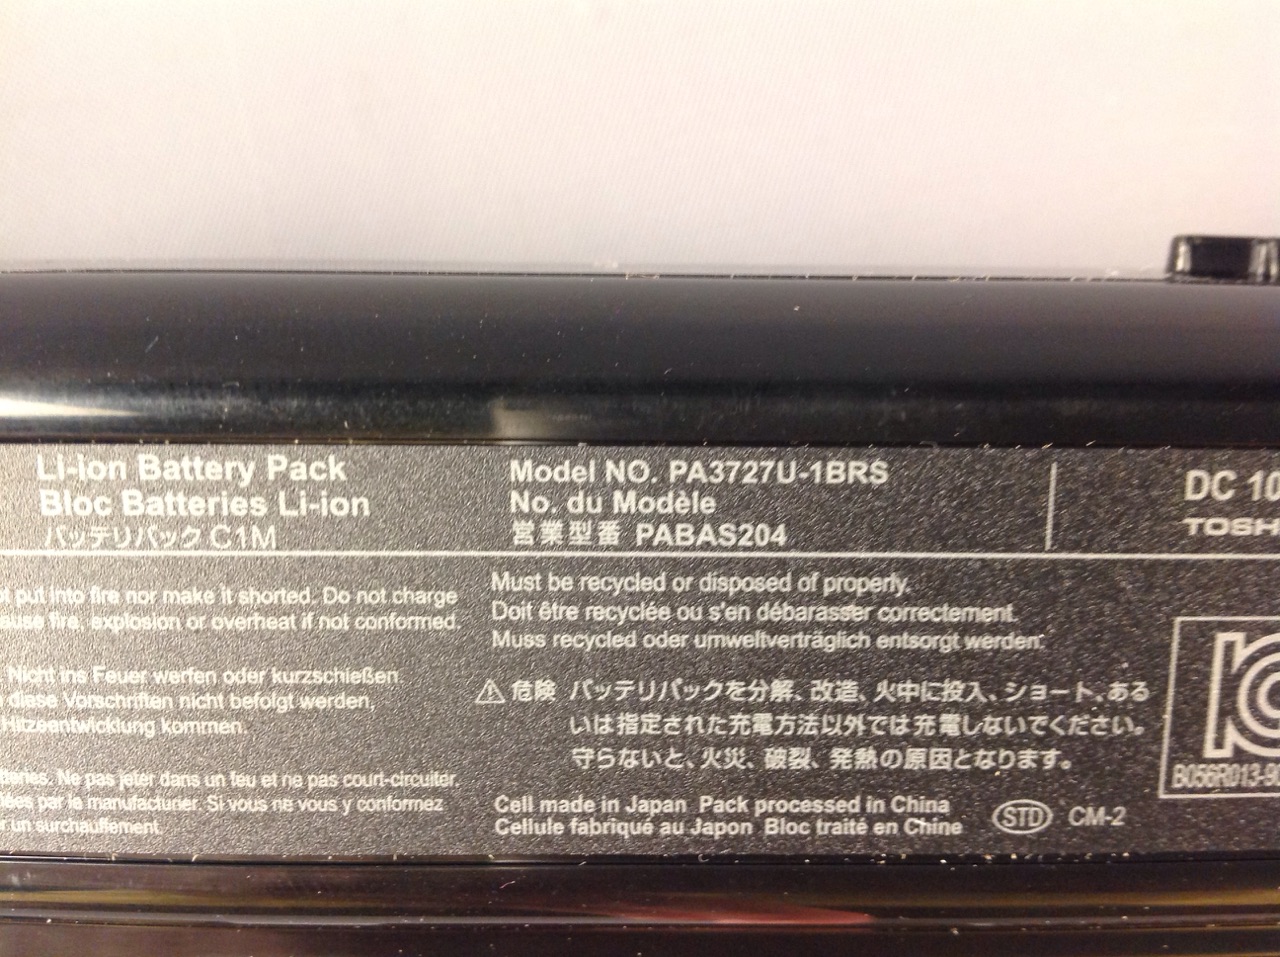 Li-ion Battery Pack
Bloc Batteries Li-ion
バッテリパック C1M
Model NO. PA3727U-1BRS
No. du Modèle
営業型番 PABAS204
DC 10
TOSH
put into fire nor make it shorted. Do not charge
fire, explosion or overheat if not conformed.
Nicht ins Feuer werfen oder kurzschießen.
diese Vorschriften nicht befolgt werden,
Hitzeentwicklung kommen.
Ne pas jeter dans un feu et ne pas court-circuiter.
par le manufacturier. Si vous ne vous y conformez
un surchauffement.
Must be recycled or disposed of properly.
Doit être recyclée ou s'en débarasser correctement.
Muss recycled oder umweltverträglich entsorgt werden.
⚠ 危険 バッテリパックを分解、改造、火中に投入、ショート、ある
いは指定された充電方法以外では充電しないでください。
守らないと、火災、破裂、発熱の原因となります。
Cell made in Japan Pack processed in China
Cellule fabriqué au Japon Bloc traité en Chine
STD CM-2
B056R013-9